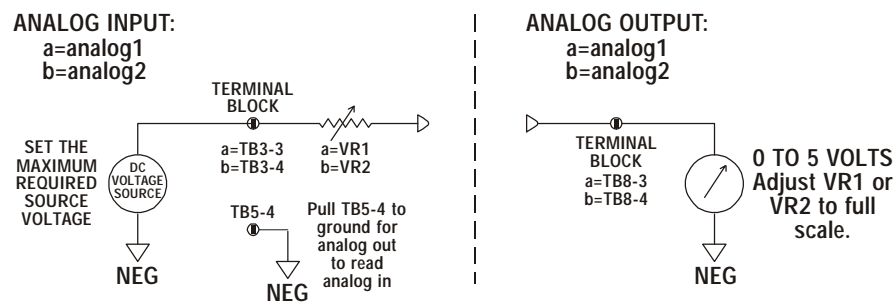 ANALOG INPUT:
a=analog1
b=analog2
TERMINAL
BLOCK
a=TB3-3
b=TB3-4
a=VR1
b=VR2
SET THE
MAXIMUM
REQUIRED
SOURCE
VOLTAGE
DC
VOLTAGE
SOURCE
NEG
TB5-4
Pull TB5-4 to
ground for
analog out
to read
analog in
NEG
ANALOG OUTPUT:
a=analog1
b=analog2
TERMINAL
BLOCK
a=TB8-3
b=TB8-4
0 TO 5 VOLTS
Adjust VR1 or
VR2 to full
scale.
NEG